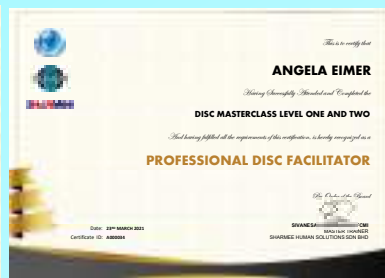 This is to certify that
ANGELA EIMER
Having Successfully Attended and Completed the
DISC MASTERCLASS LEVEL ONE AND TWO
And having fulfilled all the requirements of this certification, is hereby recognized as a
PROFESSIONAL DISC FACILITATOR
By Order of the Board
Date: 23ᴿᴰ MARCH 2021
Certificate ID: A000004
MASTER TRAINER
SHARMEE HUMAN SOLUTIONS SDN BHD